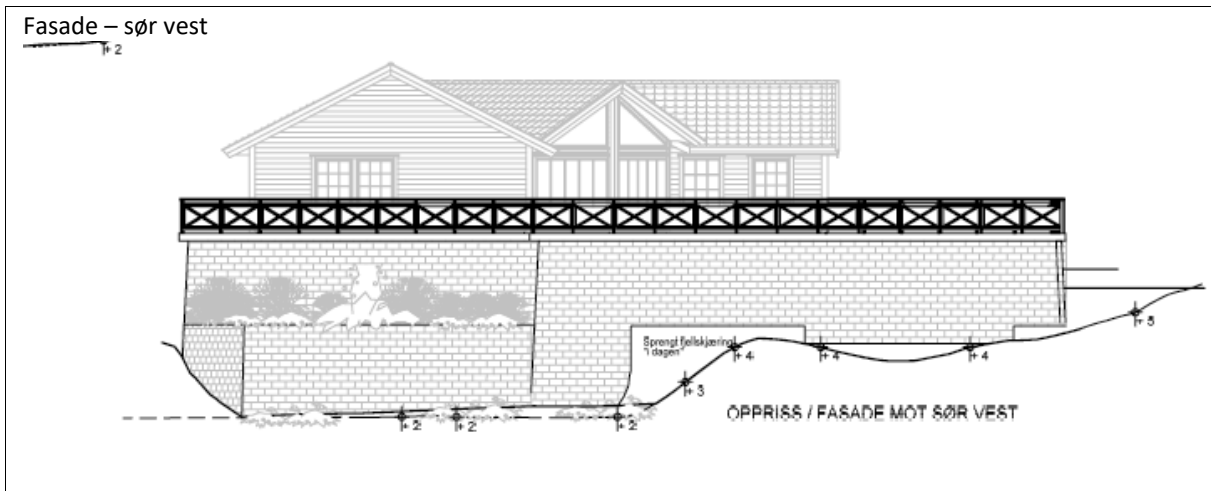 Fasade – sør vest
+ 2
Sprengt fjellskjæring
"i dagen"
+ 5
+ 4
+ 4
+ 4
+ 3
+ 2
+ 2
+ 2
OPPRISS / FASADE MOT SØR VEST